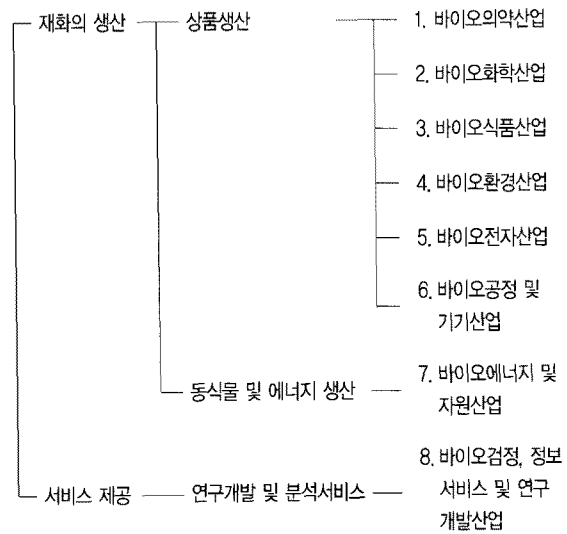 재화의 생산 상품생산 1. 바이오의약산업
2. 바이오화학산업
3. 바이오식품산업
4. 바이오환경산업
5. 바이오전자산업
6. 바이오공정 및
기기산업
동식물 및 에너지 생산 7. 바이오에너지 및
자원산업
서비스 제공 연구개발 및 분석서비스 8. 바이오검정, 정보
서비스 및 연구
개발산업